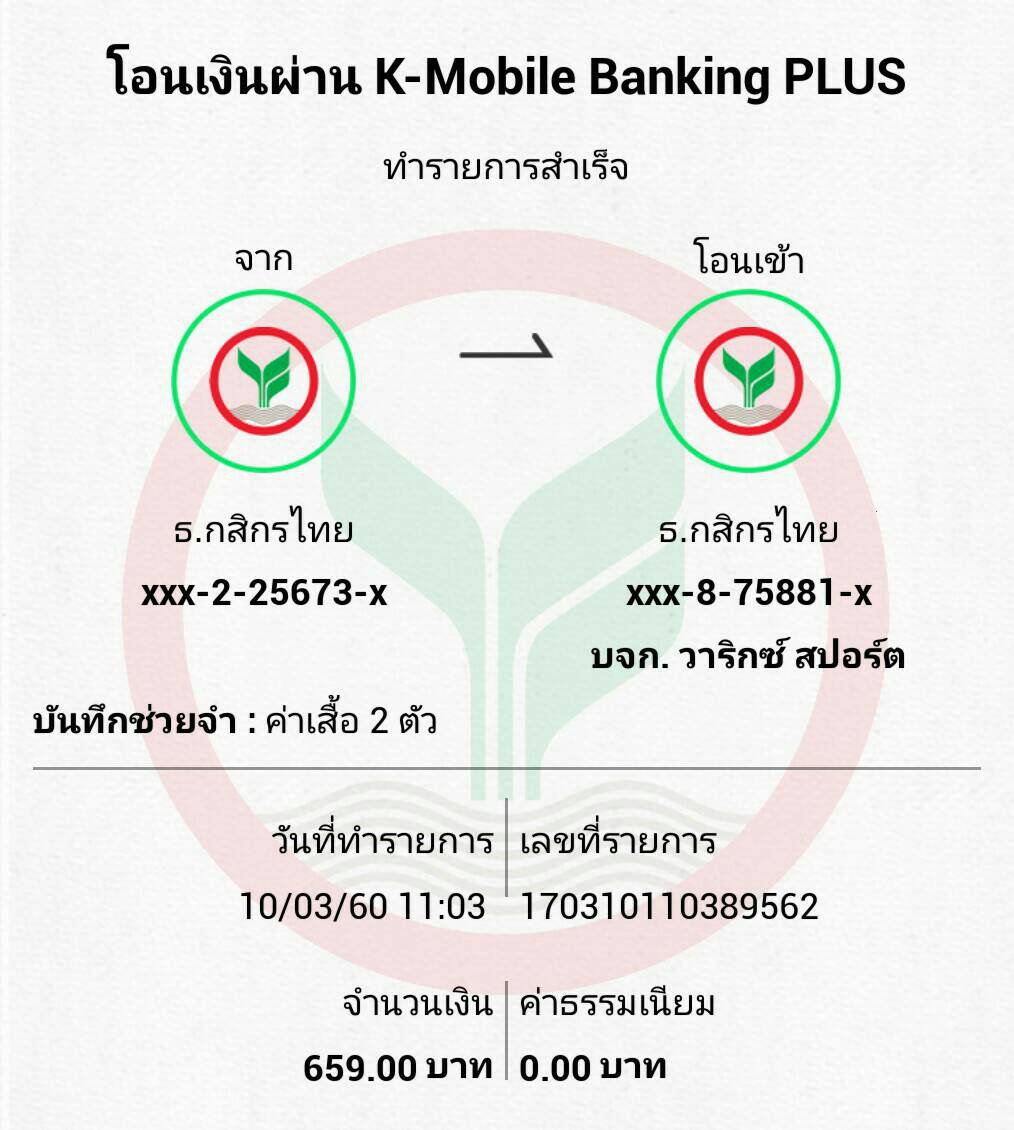 โอนเงินผ่าน K-Mobile Banking PLUS
ทำรายการสำเร็จ
จาก
โอนเข้า
ธ.กสิกรไทย
ธ.กสิกรไทย
xxx-2-25673-x
xxx-8-75881-x
บจก. วาริกซ์ สปอร์ต
บันทึกช่วยจำ : ค่าเสื้อ 2 ตัว
วันที่ทำรายการ
เลขที่รายการ
10/03/60 11:03
170310110389562
จำนวนเงิน
ค่าธรรมเนียม
659.00 บาท
0.00 บาท